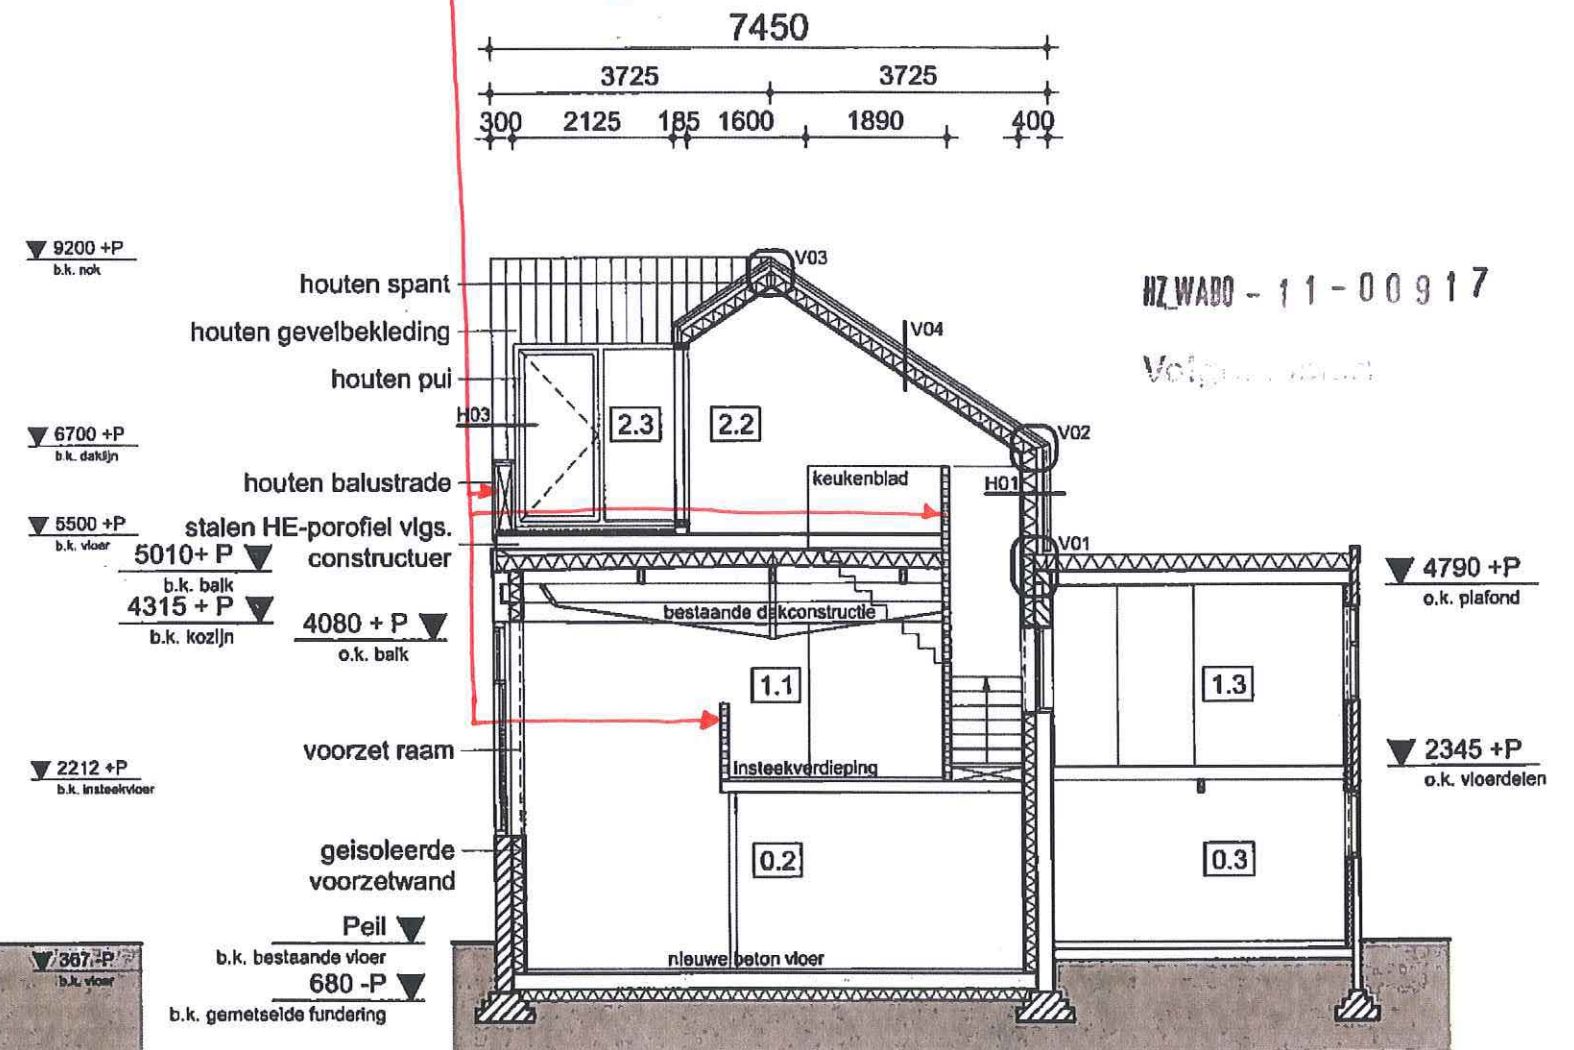 7450
3725 3725
300 2125 185 1600 1890 400
9200 +P
b.k. nok
V03
houten spant
HZ_WABO - 11-00917
houten gevelbekleding
V04
houten pui
H03
2.3
2.2
6700 +P
b.k. daklijn
V02
keukenblad
houten balustrade
H01
5500 +P
b.k. vloer
stalen HE-porofiel vlgs.
constructuer
V01
5010+ P
b.k. balk
4790 +P
o.k. plafond
4315 + P
b.k. kozijn
bestaande dakconstructie
4080 + P
o.k. balk
1.1
1.3
voorzet raam
2345 +P
o.k. vloerdelen
2212 +P
b.k. insteekvloer
insteekverdieping
geisoleerde
voorzetwand
0.2
0.3
Peil
b.k. bestaande vloer
367 -P
b.k. vloer
nieuwe beton vloer
680 -P
b.k. gemetselde fundering